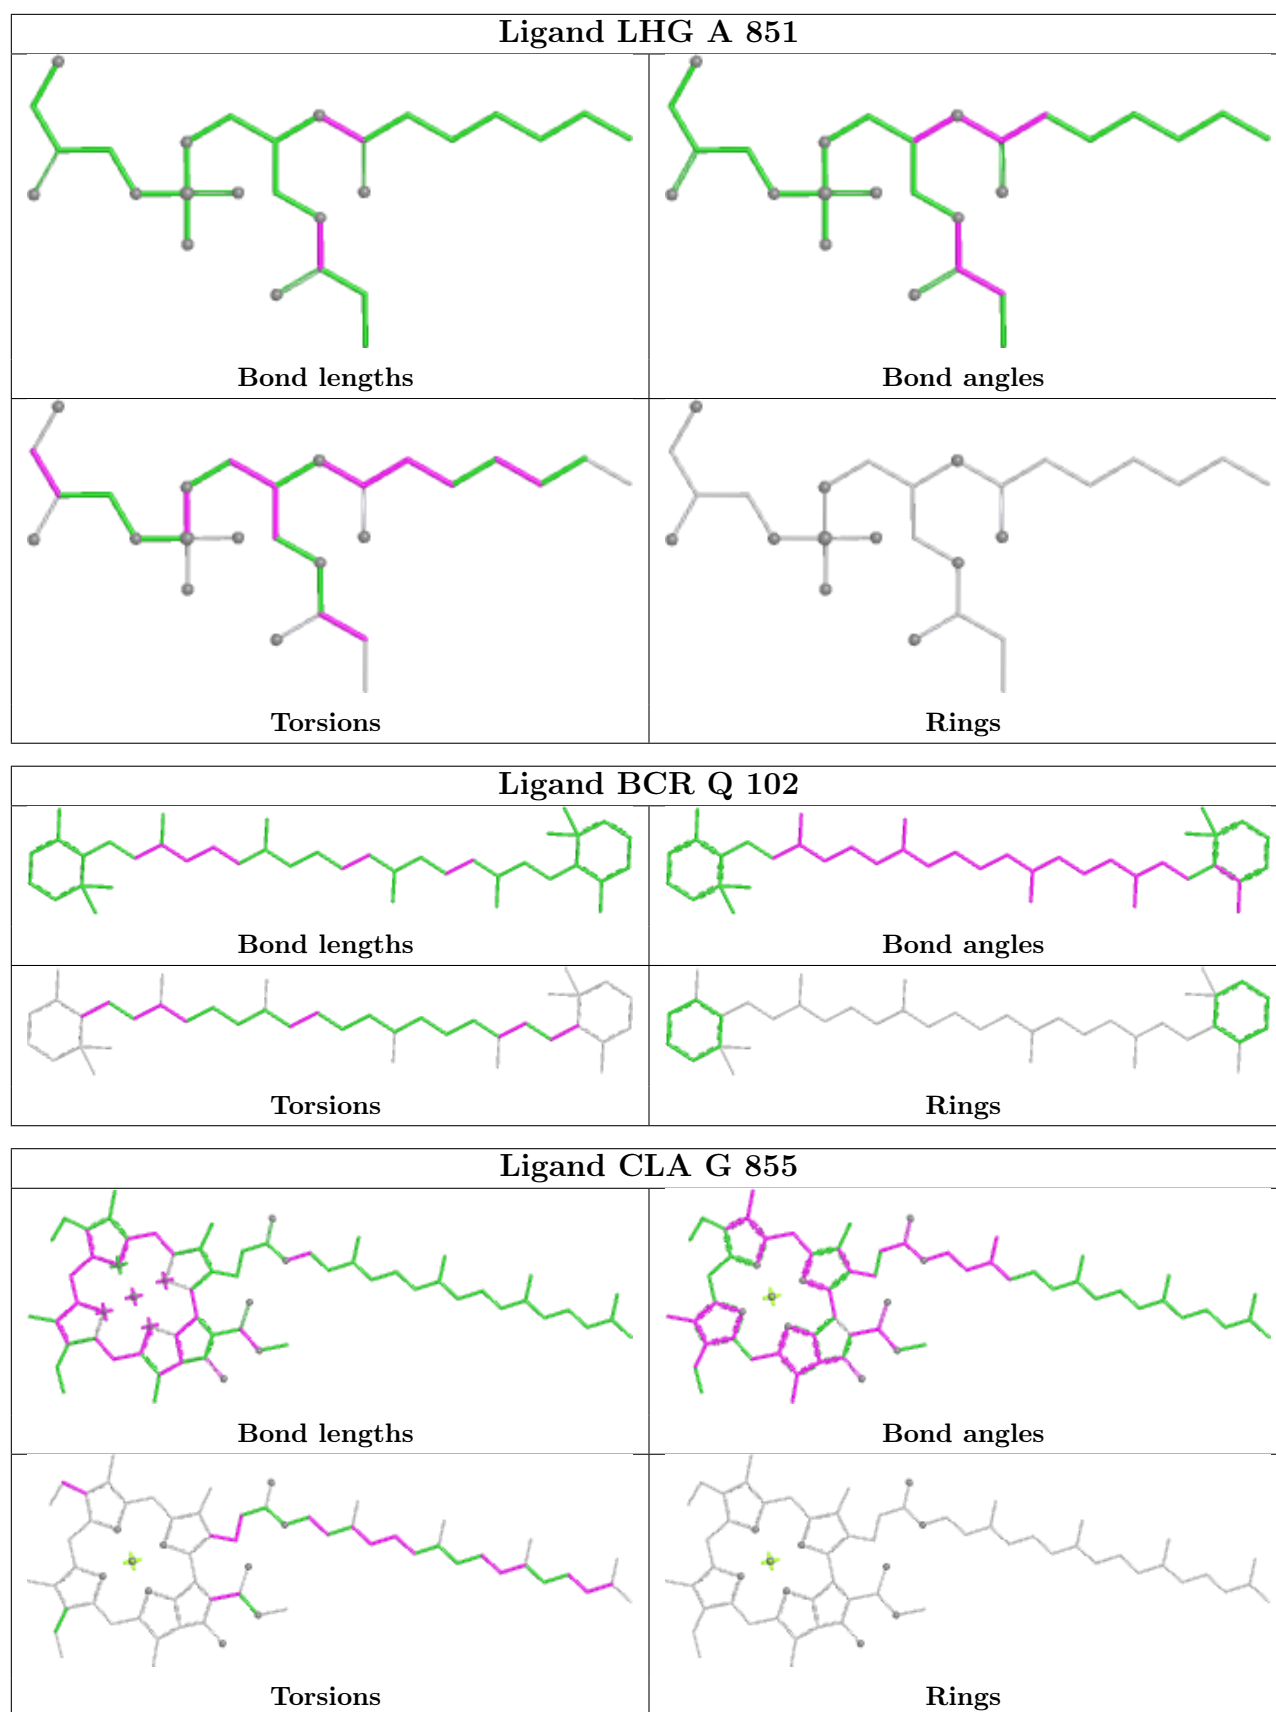 Ligand LHG A 851
Bond lengths
Bond angles
Torsions
Rings
Ligand BCR Q 102
Bond lengths
Bond angles
Torsions
Rings
Ligand CLA G 855
Bond lengths
Bond angles
Torsions
Rings